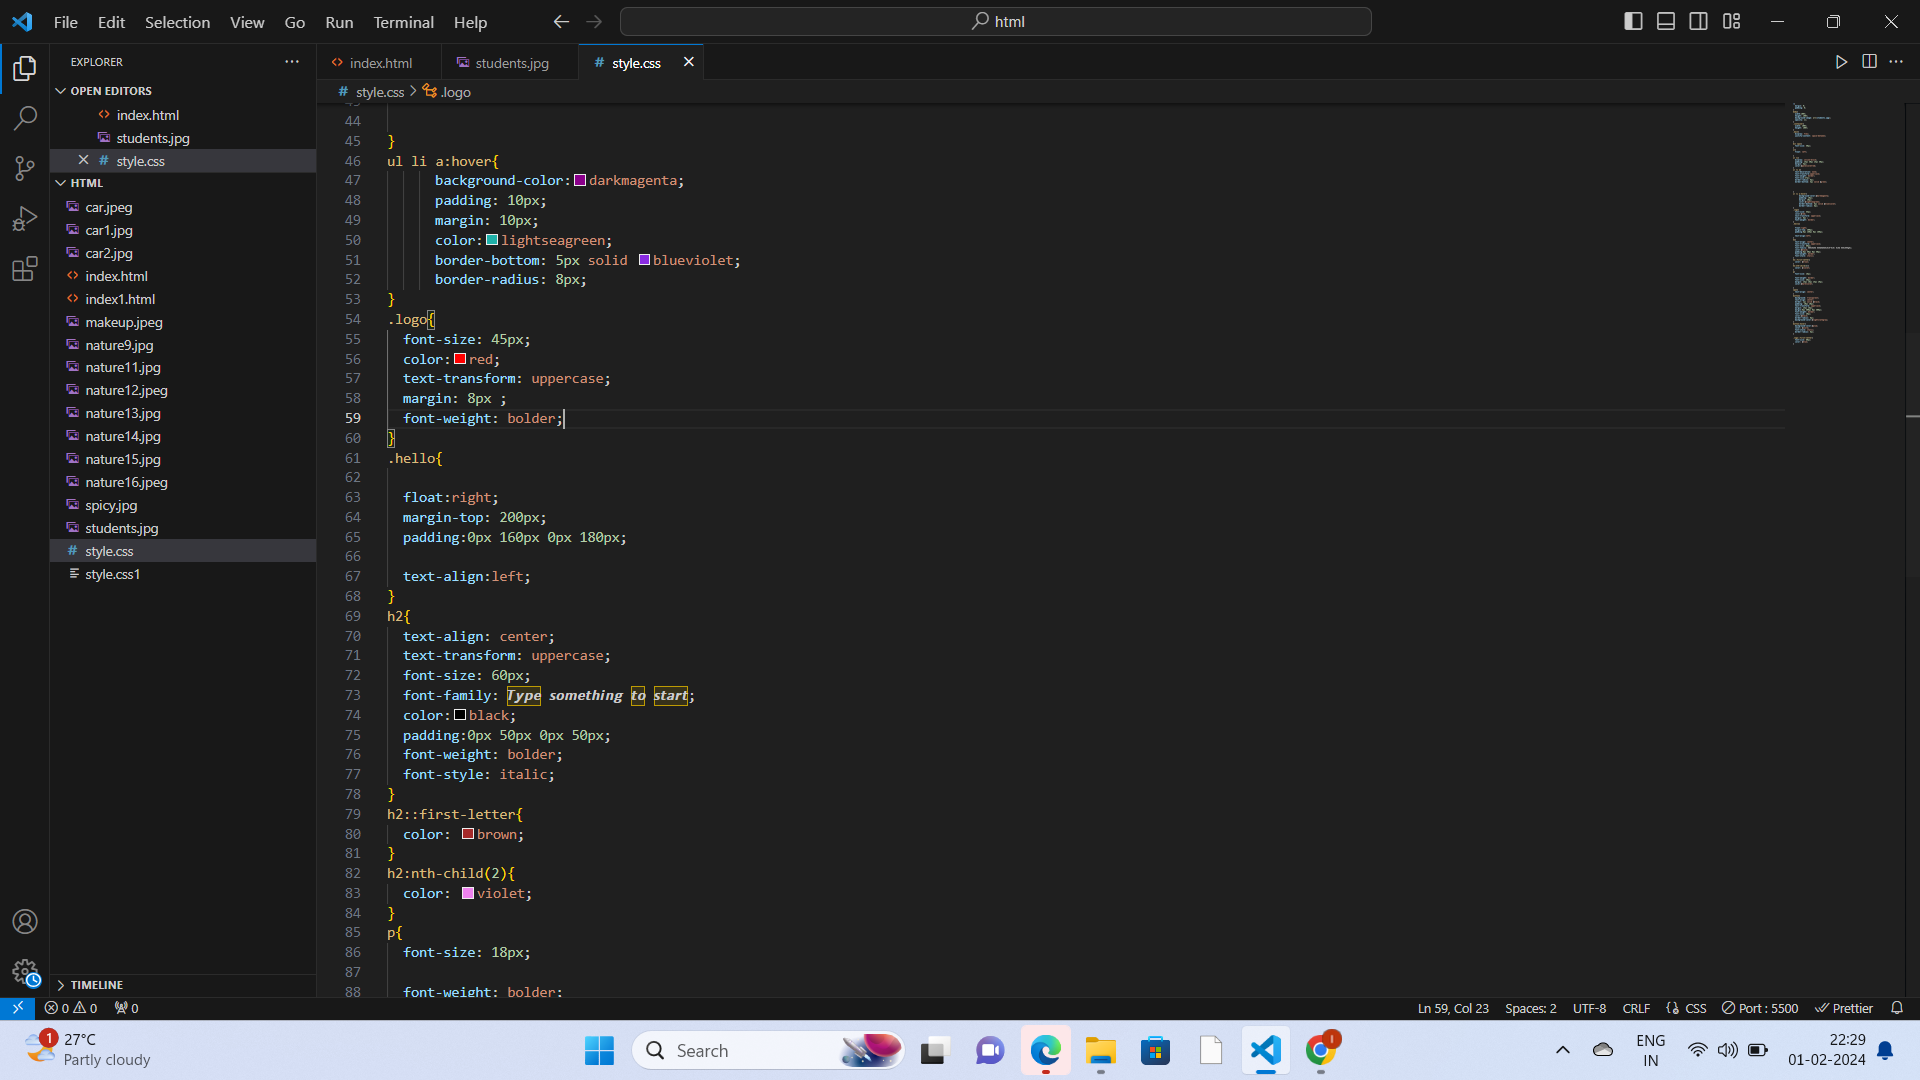 File Edit Selection View Go Run Terminal Help
html
EXPLORER
OPEN EDITORS
index.html
students.jpg
style.css
HTML
car.jpeg
car1.jpg
car2.jpg
index.html
index1.html
makeup.jpeg
nature9.jpg
nature11.jpg
nature12.jpeg
nature13.jpg
nature14.jpg
nature15.jpg
nature16.jpeg
spicy.jpg
students.jpg
style.css
style.css1
TIMELINE
index.html students.jpg style.css
style.css > .logo
44
45 }
46 ul li a:hover{
47 background-color: darkmagenta;
48 padding: 10px;
49 margin: 10px;
50 color: lightseagreen;
51 border-bottom: 5px solid blueviolet;
52 border-radius: 8px;
53 }
54 .logo{
55 font-size: 45px;
56 color: red;
57 text-transform: uppercase;
58 margin: 8px ;
59 font-weight: bolder;
60 }
61 .hello{
62
63 float:right;
64 margin-top: 200px;
65 padding:0px 160px 0px 180px;
66
67 text-align:left;
68 }
69 h2{
70 text-align: center;
71 text-transform: uppercase;
72 font-size: 60px;
73 font-family: Type something to start;
74 color: black;
75 padding:0px 50px 0px 50px;
76 font-weight: bolder;
77 font-style: italic;
78 }
79 h2::first-letter{
80 color: brown;
81 }
82 h2:nth-child(2){
83 color: violet;
84 }
85 p{
86 font-size: 18px;
87
88 font-weight: bolder;
0 0 0 Ln 59, Col 23 Spaces: 2 UTF-8 CRLF {} CSS Port : 5500 Prettier
1 27°C
Partly cloudy
Search
ENG
IN
22:29
01-02-2024